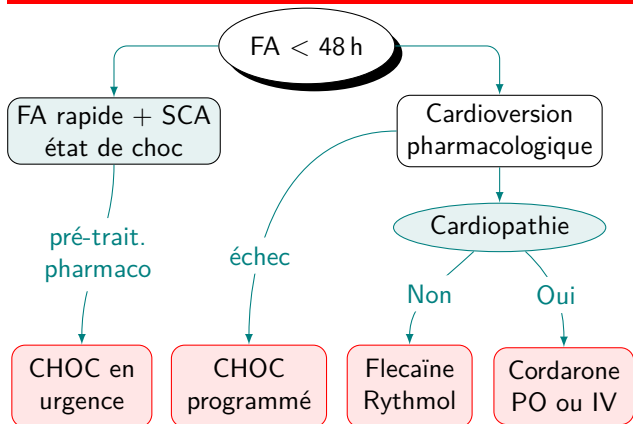 FA < 48 h
FA rapide + SCA
état de choc
Cardioversion
pharmacologique
Cardiopathie
pré-trait.
pharmaco
échec
Non
Oui
CHOC en
urgence
CHOC
programmé
Flecaïne
Rythmol
Cordarone
PO ou IV